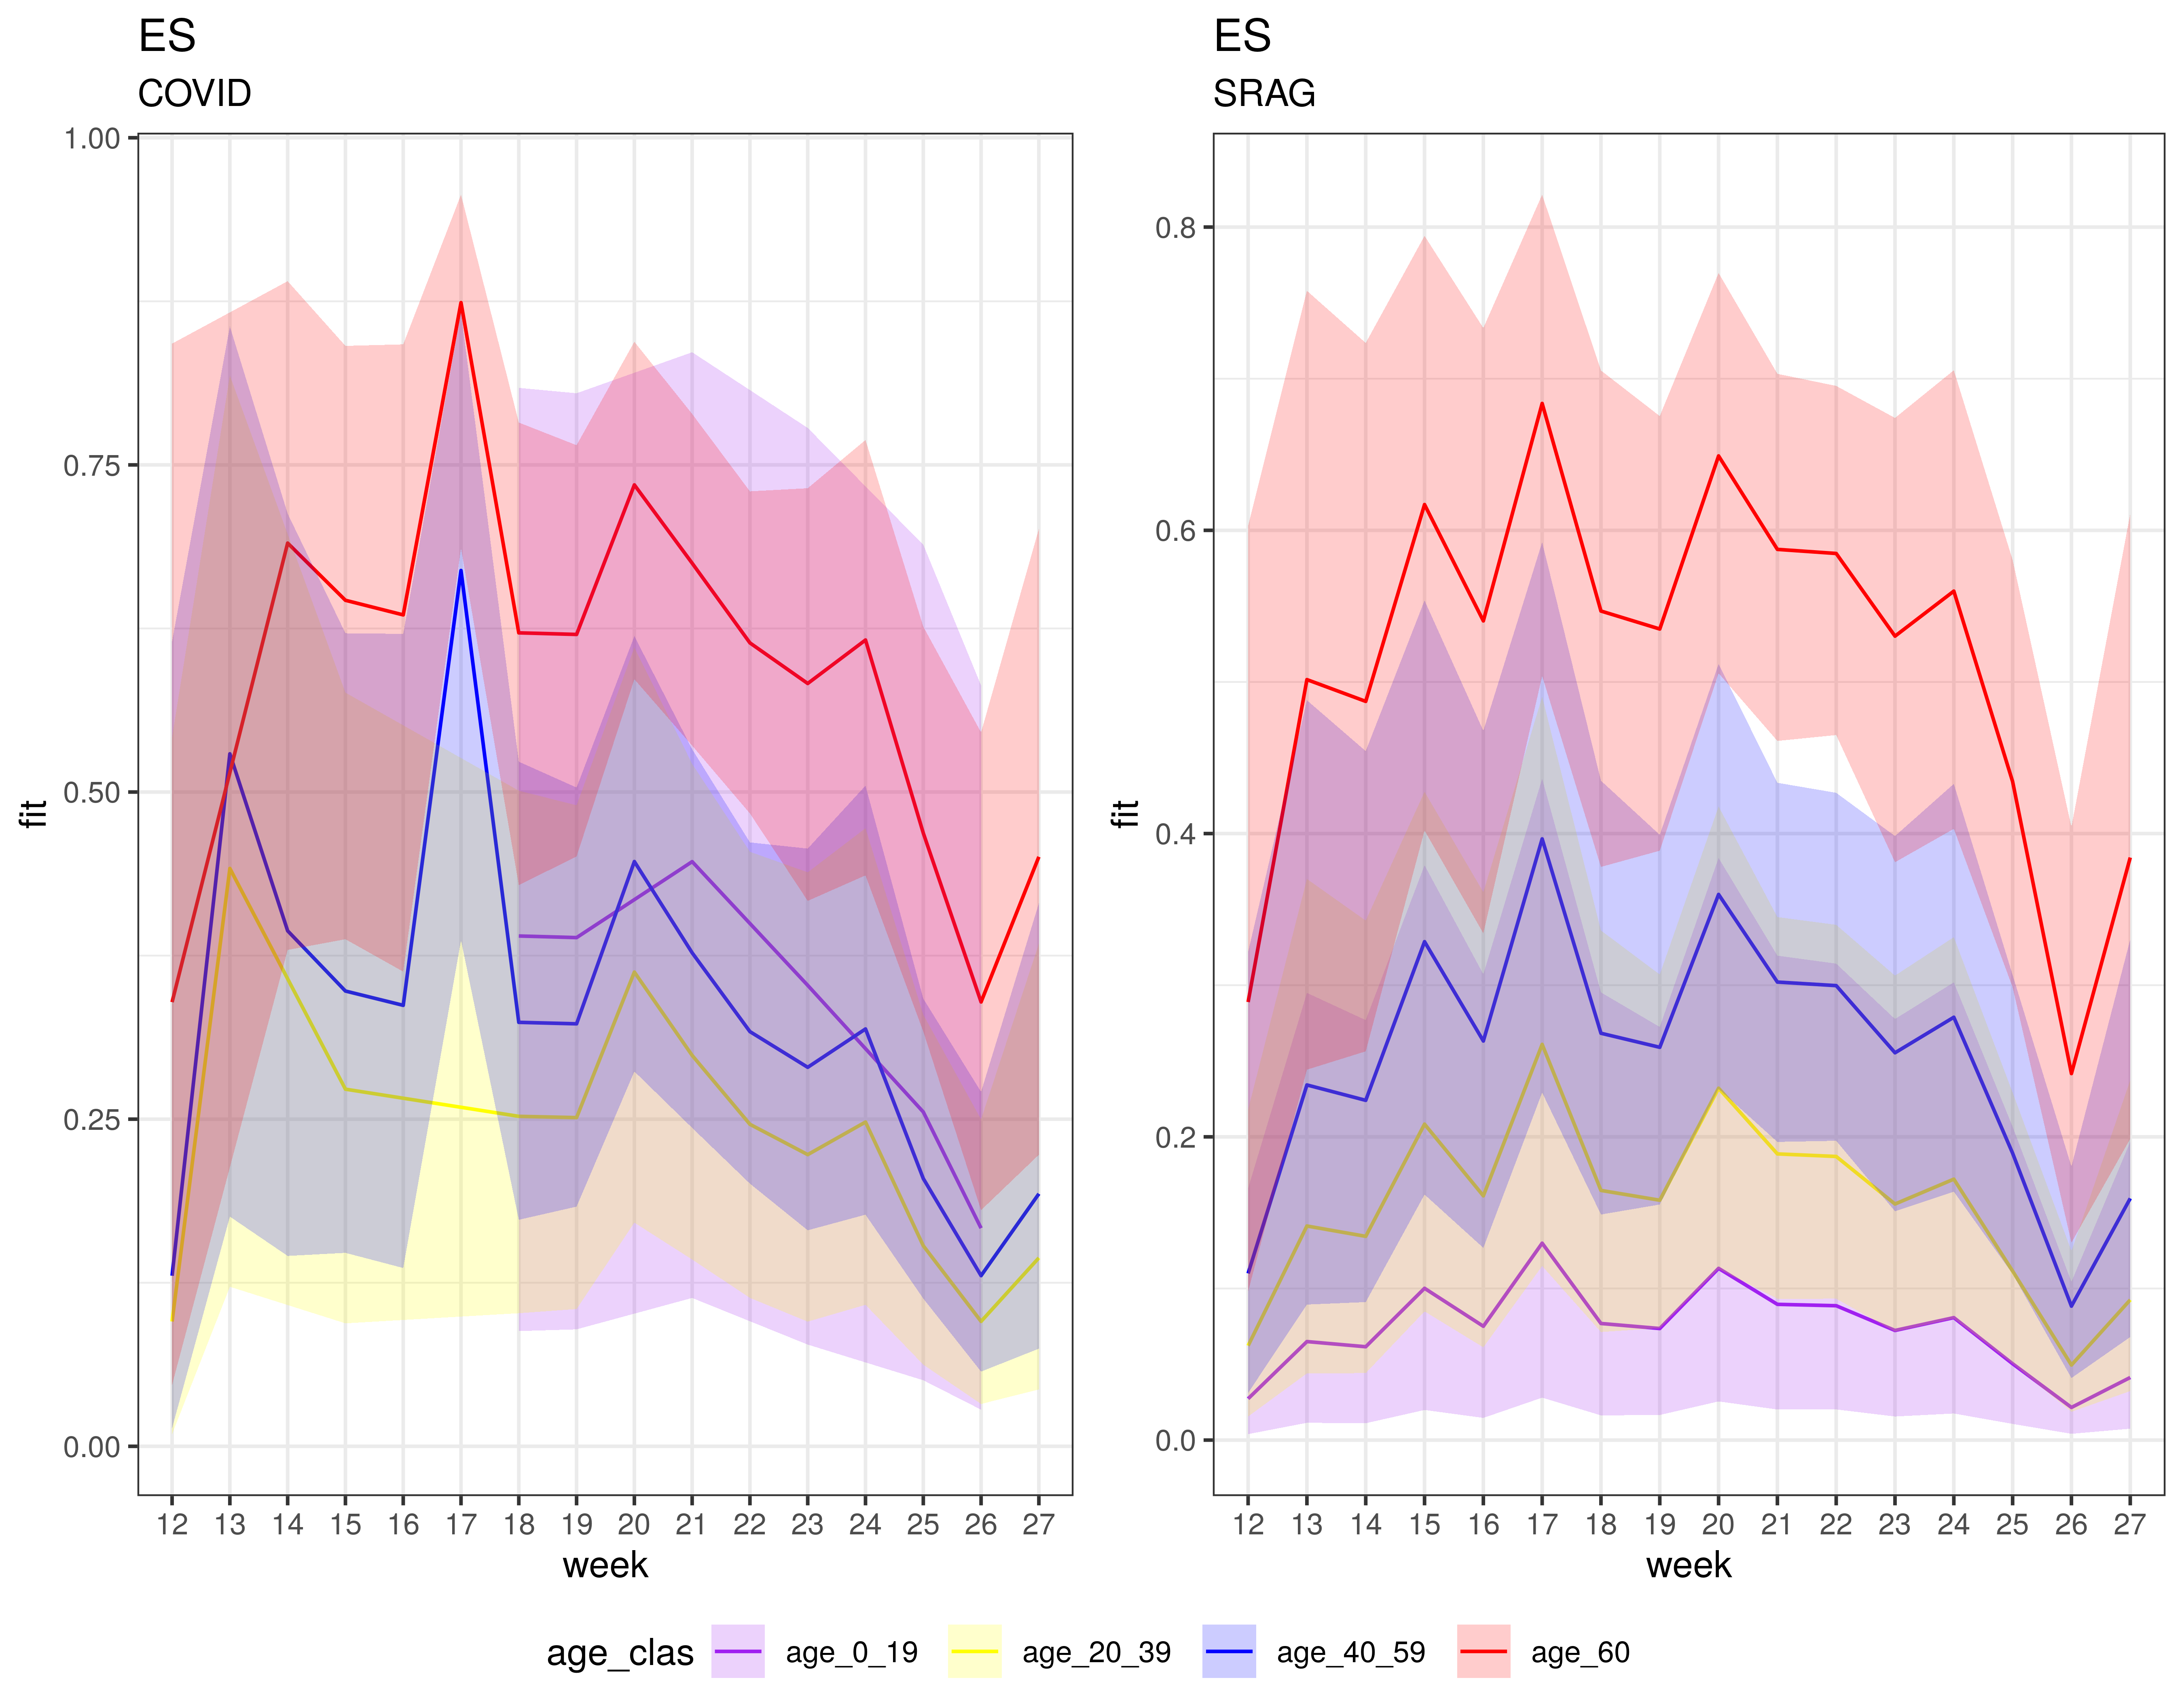 ES
COVID
1.00
0.75
0.50
0.25
0.00
fit
12 13 14 15 16 17 18 19 20 21 22 23 24 25 26 27
week
ES
SRAG
0.8
0.6
0.4
0.2
0.0
fit
12 13 14 15 16 17 18 19 20 21 22 23 24 25 26 27
week
age_clas age_0_19 age_20_39 age_40_59 age_60